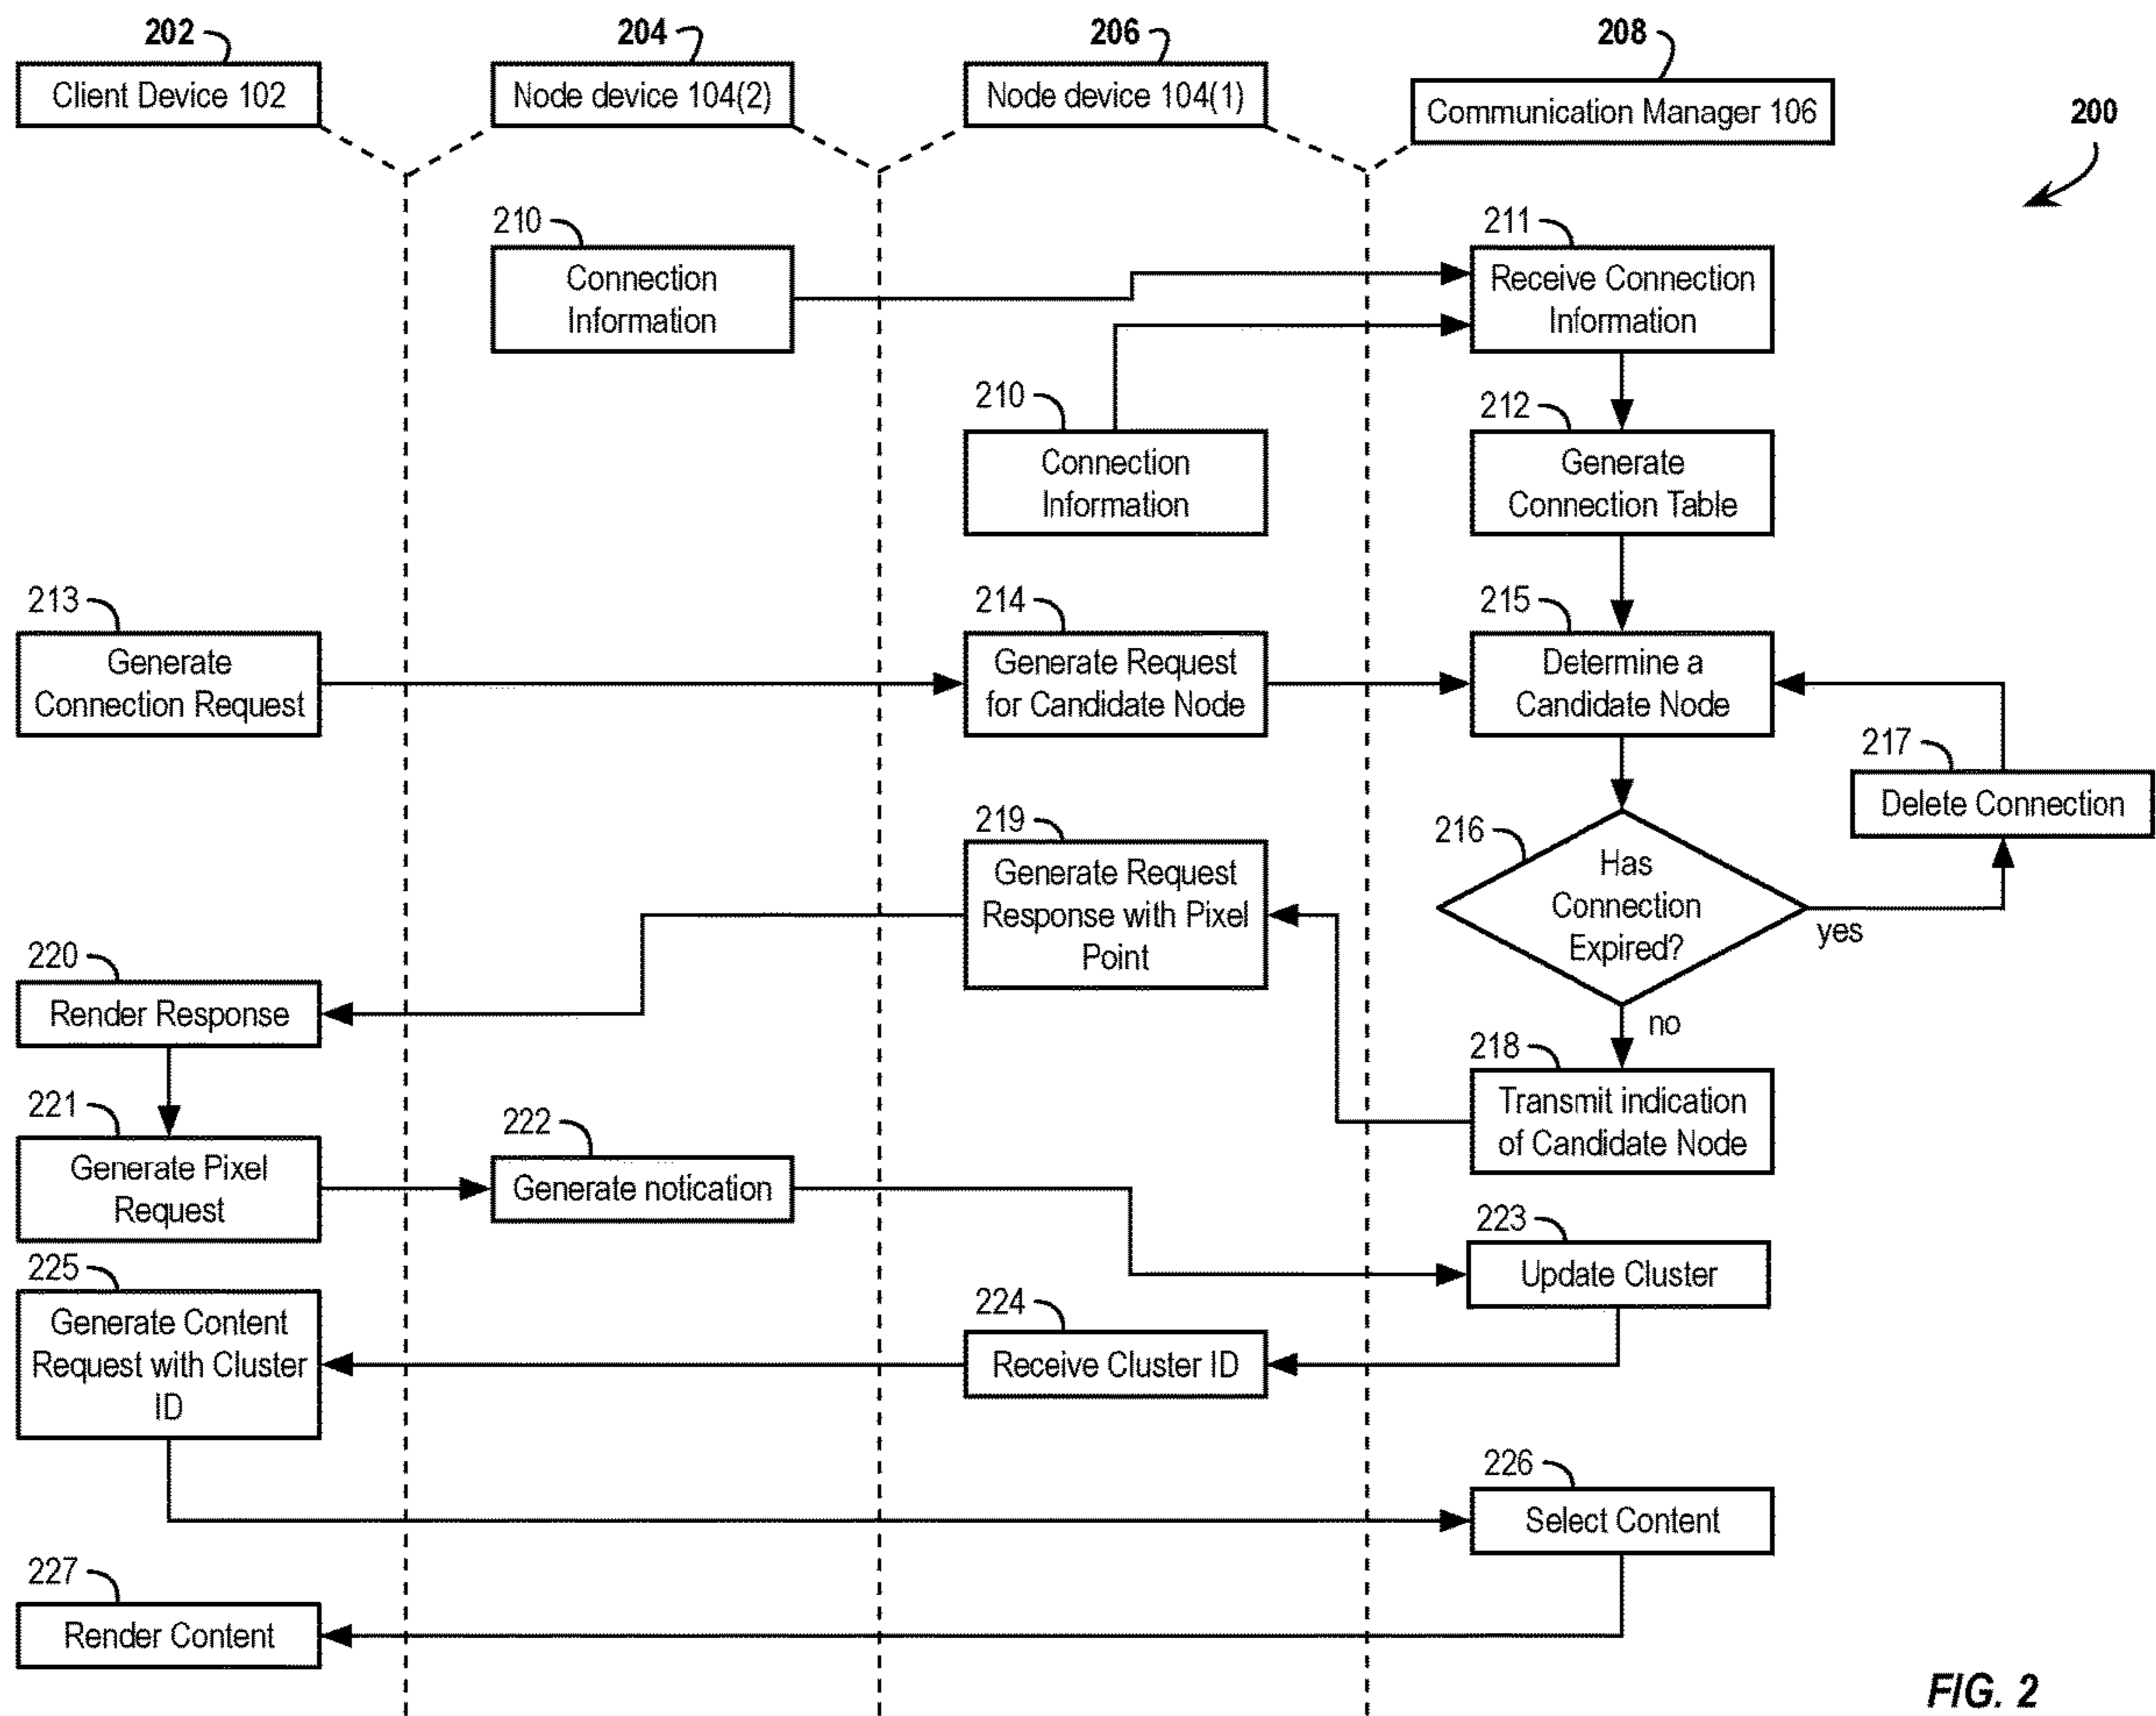 202
204
206
208
Client Device 102
Node device 104(2)
Node device 104(1)
Communication Manager 106
200
210
Connection
Information
211
Receive Connection
Information
210
Connection
Information
212
Generate
Connection Table
213
Generate
Connection Request
214
Generate Request
for Candidate Node
215
Determine a
Candidate Node
217
Delete Connection
216
Has
Connection
Expired?
yes
no
219
Generate Request
Response with Pixel
Point
220
Render Response
218
Transmit indication
of Candidate Node
221
Generate Pixel
Request
222
Generate notication
223
Update Cluster
225
Generate Content
Request with Cluster
ID
224
Receive Cluster ID
226
Select Content
227
Render Content
FIG. 2